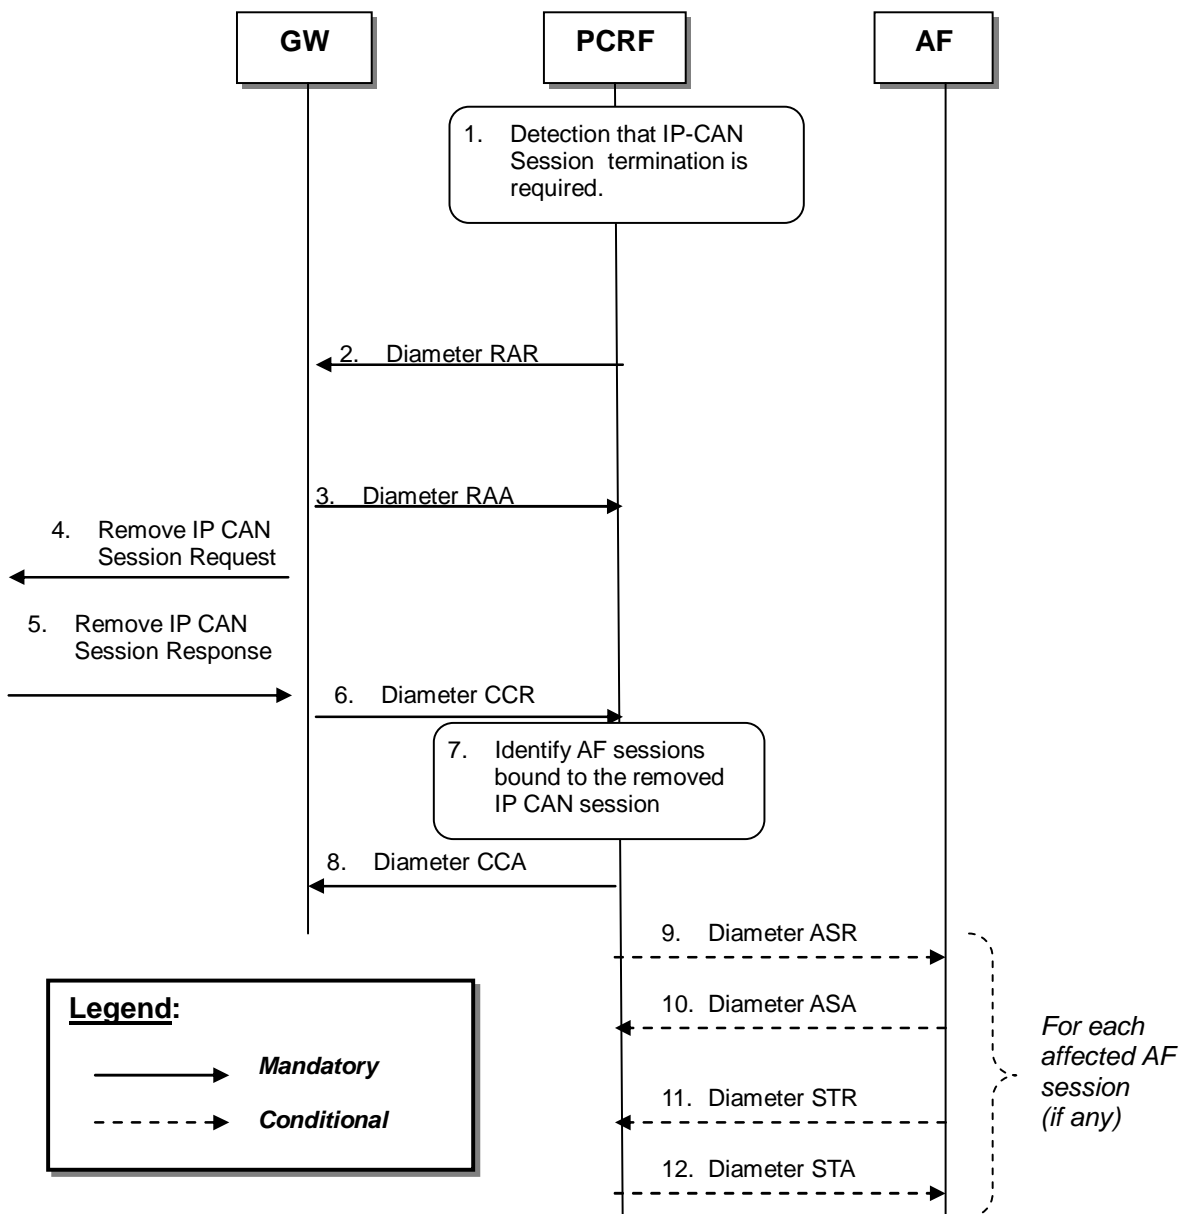 GW
PCRF
AF
1. Detection that IP-CAN
Session termination is
required.
2. Diameter RAR
3. Diameter RAA
4. Remove IP CAN
Session Request
5. Remove IP CAN
Session Response
6. Diameter CCR
7. Identify AF sessions
bound to the removed
IP CAN session
8. Diameter CCA
9. Diameter ASR
10. Diameter ASA
11. Diameter STR
12. Diameter STA
For each
affected AF
session
(if any)
Legend:
Mandatory
Conditional